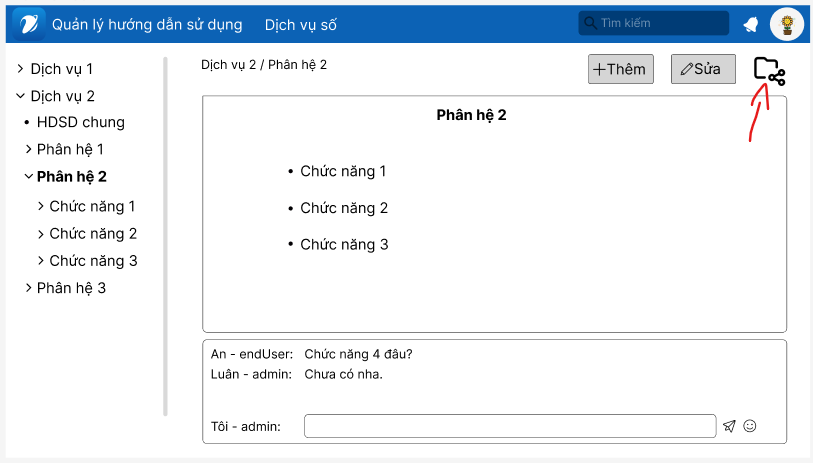 Quản lý hướng dẫn sử dụng
Dịch vụ số
Tìm kiếm
Dịch vụ 1
Dịch vụ 2
HDSD chung
Phân hệ 1
Phân hệ 2
Chức năng 1
Chức năng 2
Chức năng 3
Phân hệ 3
Dịch vụ 2 / Phân hệ 2
Thêm
Sửa
Phân hệ 2
• Chức năng 1
• Chức năng 2
• Chức năng 3
An - endUser: Chức năng 4 đâu?
Luân - admin: Chưa có nha.
Tôi - admin: